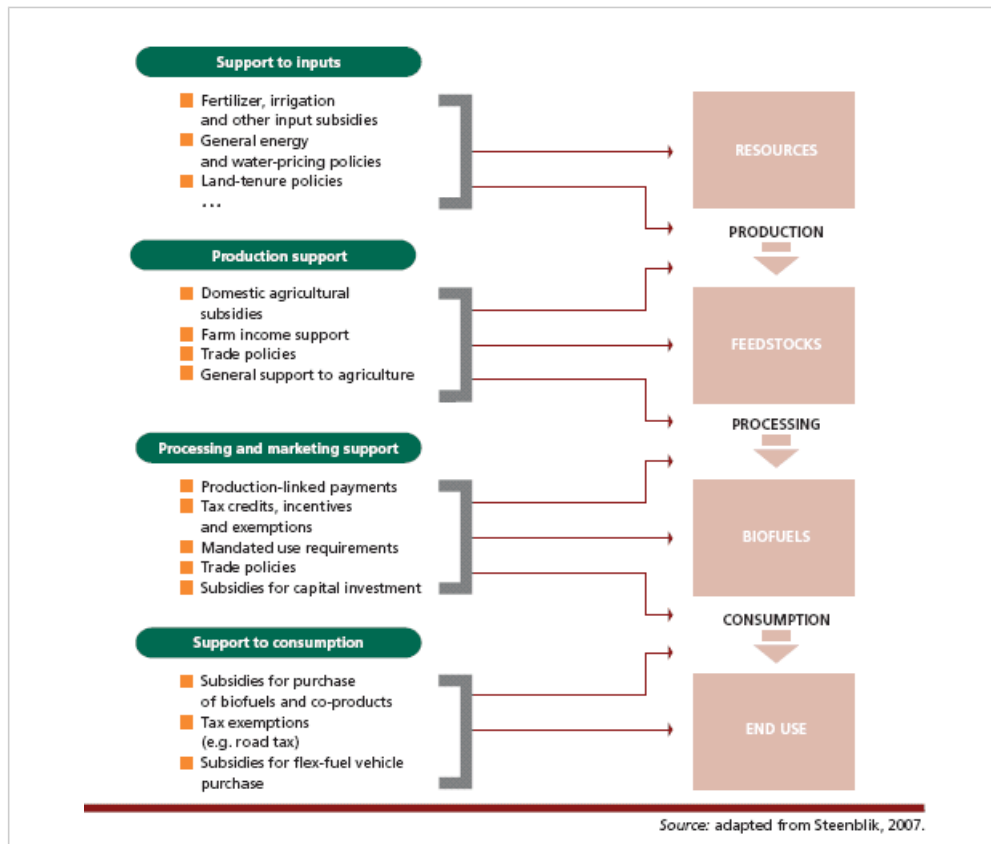 Support to inputs
Fertilizer, irrigation
and other input subsidies
General energy
and water-pricing policies
Land-tenure policies
...
RESOURCES
PRODUCTION
Production support
Domestic agricultural
subsidies
Farm income support
Trade policies
General support to agriculture
FEEDSTOCKS
PROCESSING
Processing and marketing support
Production-linked payments
Tax credits, incentives
and exemptions
Mandated use requirements
Trade policies
Subsidies for capital investment
BIOFUELS
CONSUMPTION
Support to consumption
Subsidies for purchase
of biofuels and co-products
Tax exemptions
(e.g. road tax)
Subsidies for flex-fuel vehicle
purchase
END USE
Source: adapted from Steenblik, 2007.